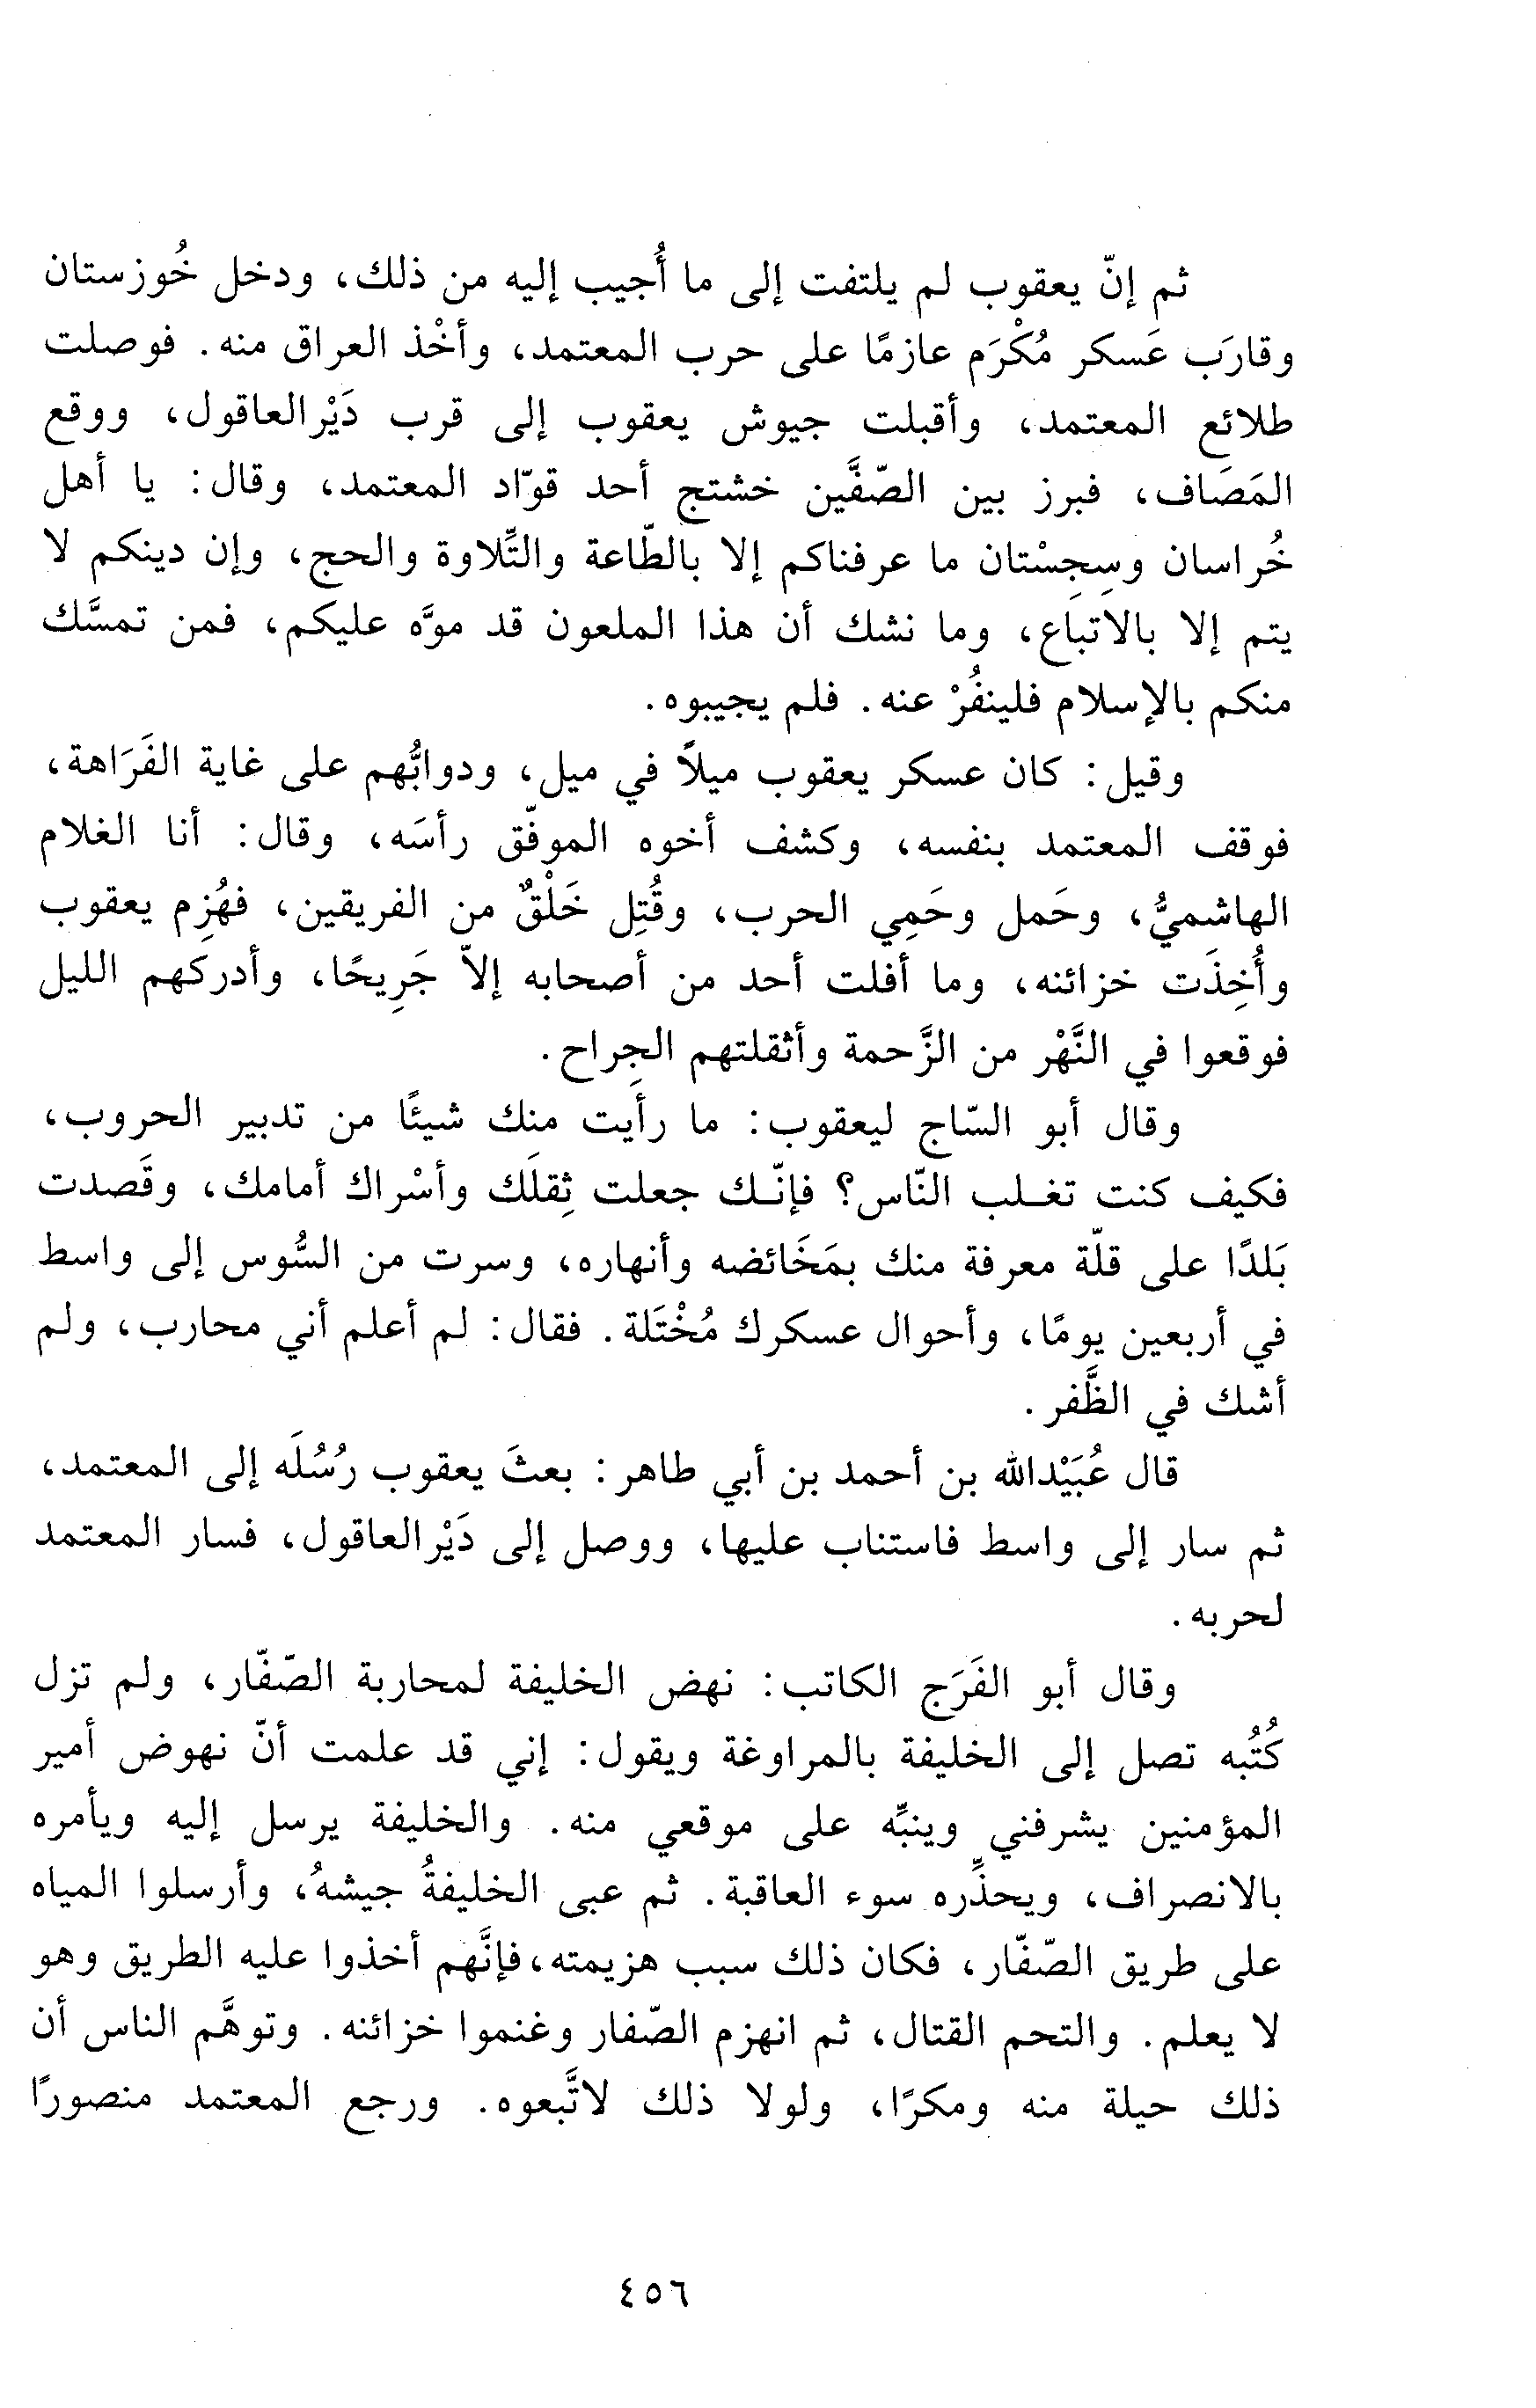 ثم إنّ يعقوب لم يلتفت إلى ما أُجيب إليه من ذلك، ودخل خُوزستان
وقارَب عَسكر مُكْرَم عازمًا على حرب المعتمد، وأخْذ العراق منه. فوصلت
طلائع المعتمد، وأقبلت جيوش يعقوب إلى قرب دَيْرالعاقول، ووقع
المَصَاف، فبرز بين الصّفَّين خشتج أحد قوّاد المعتمد، وقال: يا أهل
خُراسان وسِجِسْتان ما عرفناكم إلا بالطّاعة والتِّلاوة والحج، وإن دينكم لا
يتم إلا بالاتباع، وما نشك أن هذا الملعون قد موَّه عليكم، فمن تمسَّك
منكم بالإسلام فلينفُرْ عنه. فلم يجيبوه.
وقيل: كان عسكر يعقوب ميلاً في ميل، ودوابُّهم على غاية الفَرَاهة،
فوقف المعتمد بنفسه، وكشف أخوه الموفّق رأسَه، وقال: أنا الغلام
الهاشميُّ، وحَمل وحَمِي الحرب، وقُتِل خَلْقٌ من الفريقين، فهُزِم يعقوب
وأُخِذَت خزائنه، وما أفلت أحد من أصحابه إلاّ جَرِيحًا، وأدركهم الليل
فوقعوا في النَّهْر من الزَّحمة وأثقلتهم الجِراح.
وقال أبو السّاج ليعقوب: ما رأَيت منك شيئًا من تدبير الحروب،
فكيف كنت تغـلب النّاس؟ فإنّـك جعلت ثِقلَك وأسْراك أمامك، وقَصدت
بَلدًا على قلّة معرفة منك بمَخَائضه وأنهاره، وسرت من السُّوس إلى واسط
في أربعين يومًا، وأحوال عسكرك مُخْتَلة. فقال: لم أعلم أني محارب، ولم
أشك في الظَّفر.
قال عُبَيْدالله بن أحمد بن أبي طاهر: بعثَ يعقوب رُسُلَه إلى المعتمد،
ثم سار إلى واسط فاستناب عليها، ووصل إلى دَيْرالعاقول، فسار المعتمد
لحربه.
وقال أبو الفَرَج الكاتب: نهض الخليفة لمحاربة الصّفّار، ولم تزل
كُتُبه تصل إلى الخليفة بالمراوغة ويقول: إني قد علمت أنّ نهوض أمير
المؤمنين يشرفني وينبِّه على موقعي منه. والخليفة يرسل إليه ويأمره
بالانصراف، ويحذِّره سوء العاقبة. ثم عبى الخليفةُ جيشهُ، وأرسلوا المياه
على طريق الصّفّار، فكان ذلك سبب هزيمته، فإنَّهم أخذوا عليه الطريق وهو
لا يعلم. والتحم القتال، ثم انهزم الصّفار وغنموا خزائنه. وتوهَّم الناس أن
ذلك حيلة منه ومكرًا، ولولا ذلك لاتَّبعوه. ورجع المعتمد منصورًا
٤٥٦